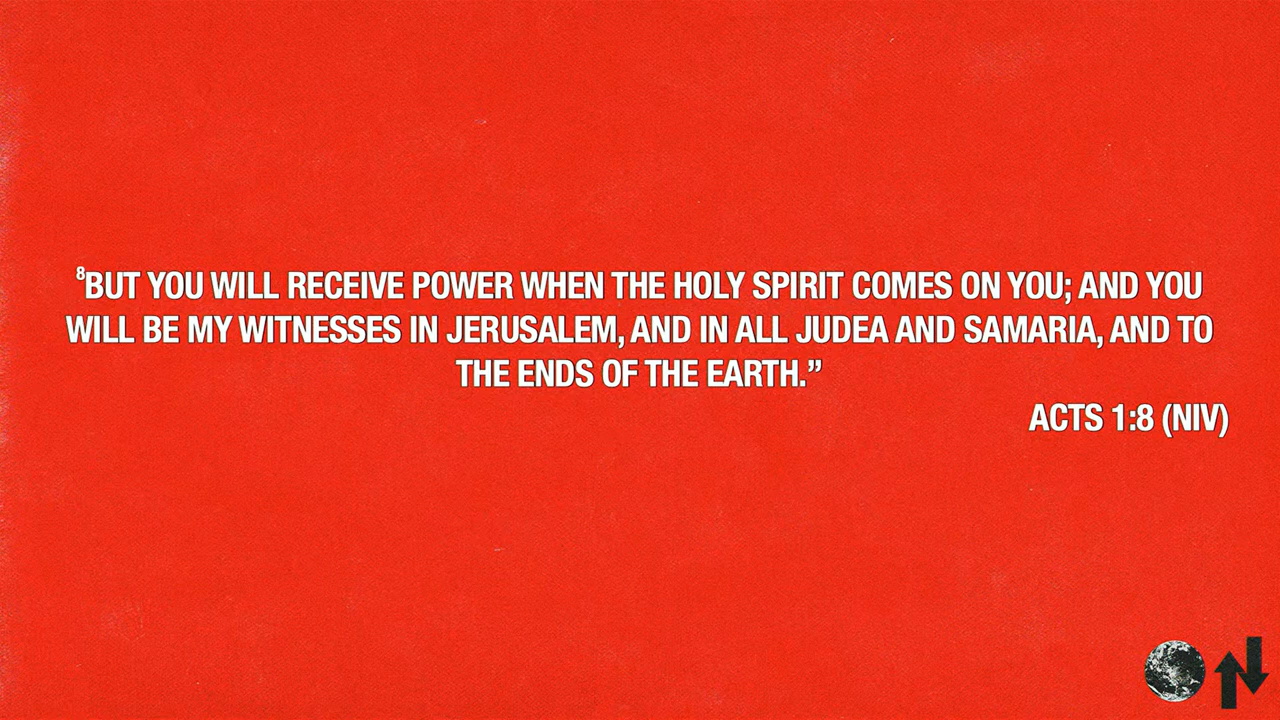 ⁸BUT YOU WILL RECEIVE POWER WHEN THE HOLY SPIRIT COMES ON YOU; AND YOU
WILL BE MY WITNESSES IN JERUSALEM, AND IN ALL JUDEA AND SAMARIA, AND TO
THE ENDS OF THE EARTH.”
ACTS 1:8 (NIV)